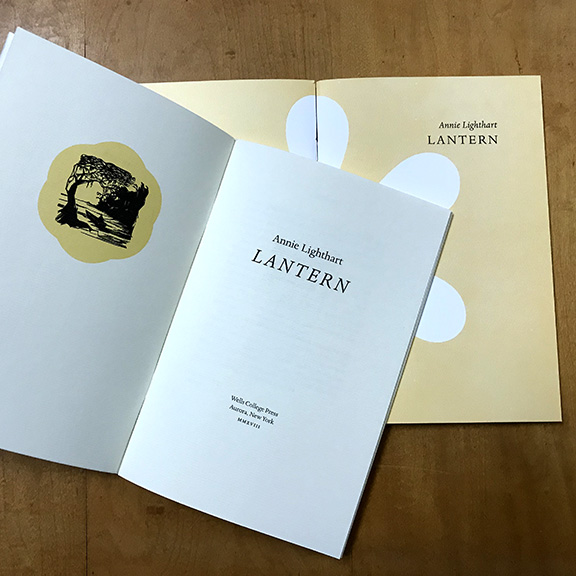 Annie Lighthart
LANTERN
Annie Lighthart
LANTERN
Wells College Press
Aurora, New York
MMXVIII